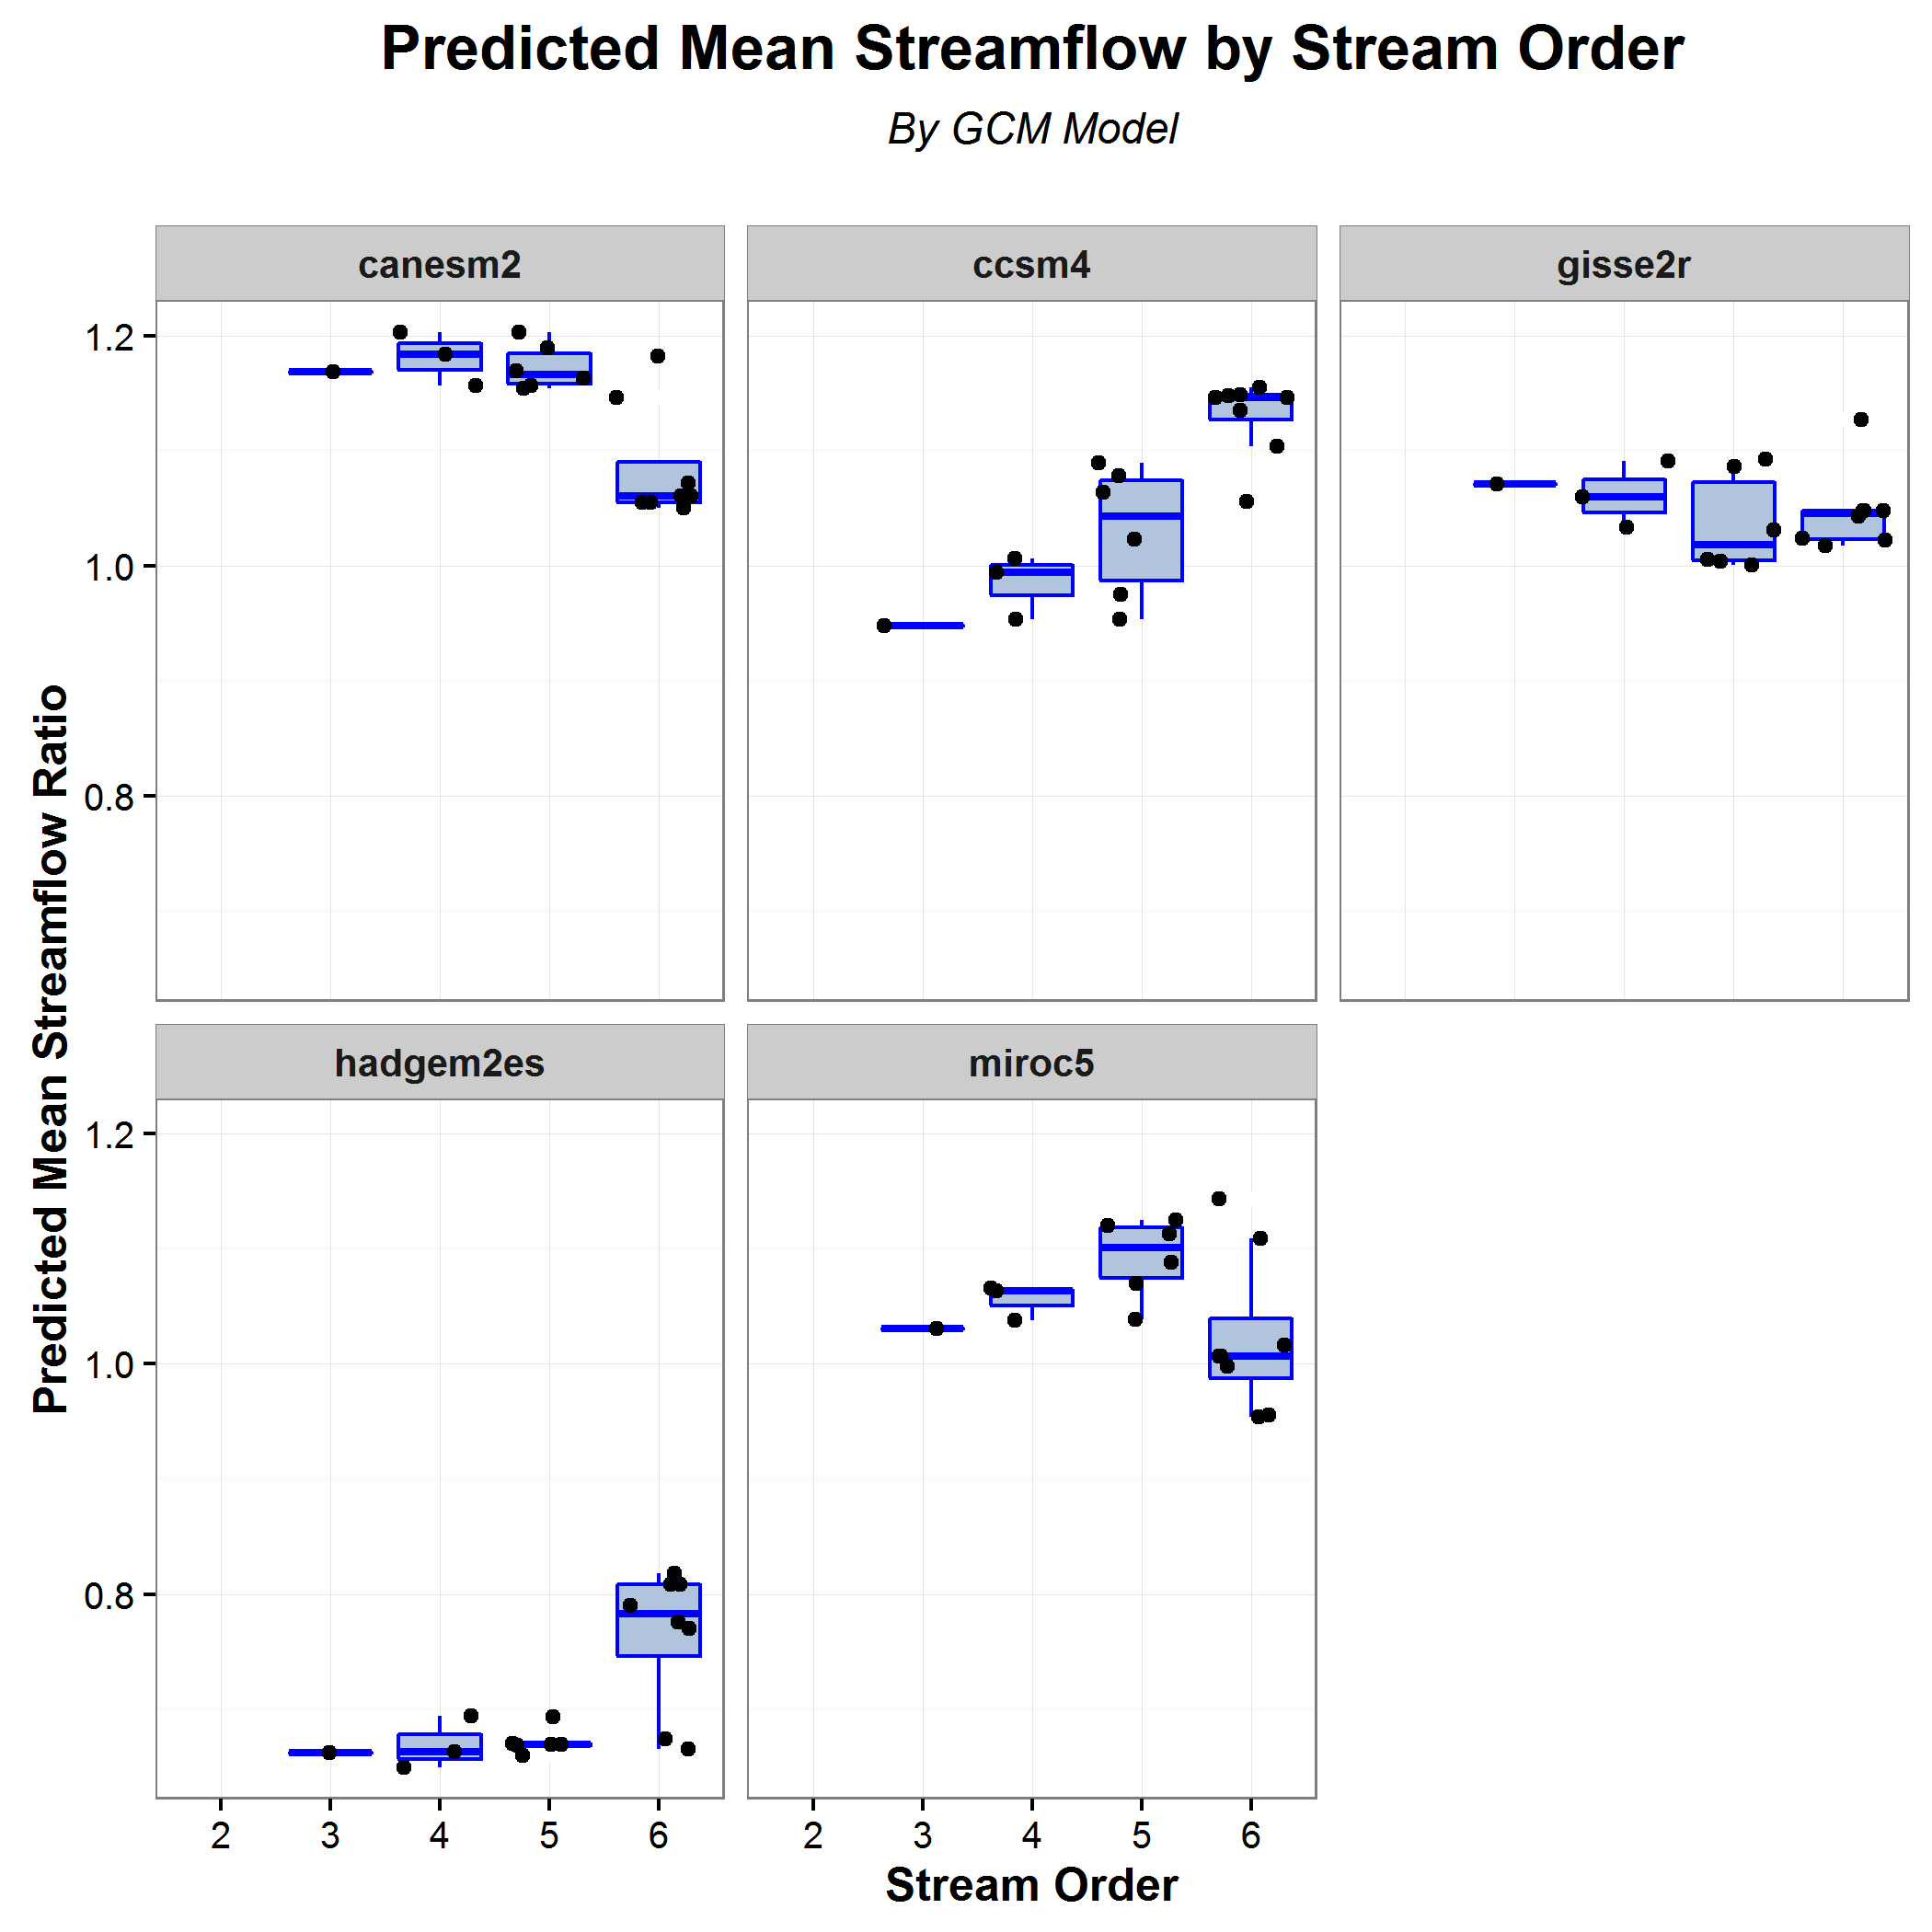 Predicted Mean Streamflow by Stream Order
By GCM Model
canesm2
ccsm4
gisse2r
1.2
1.0
0.8
Predicted Mean Streamflow Ratio
hadgem2es
miroc5
1.2
1.0
0.8
2 3 4 5 6
2 3 4 5 6
Stream Order